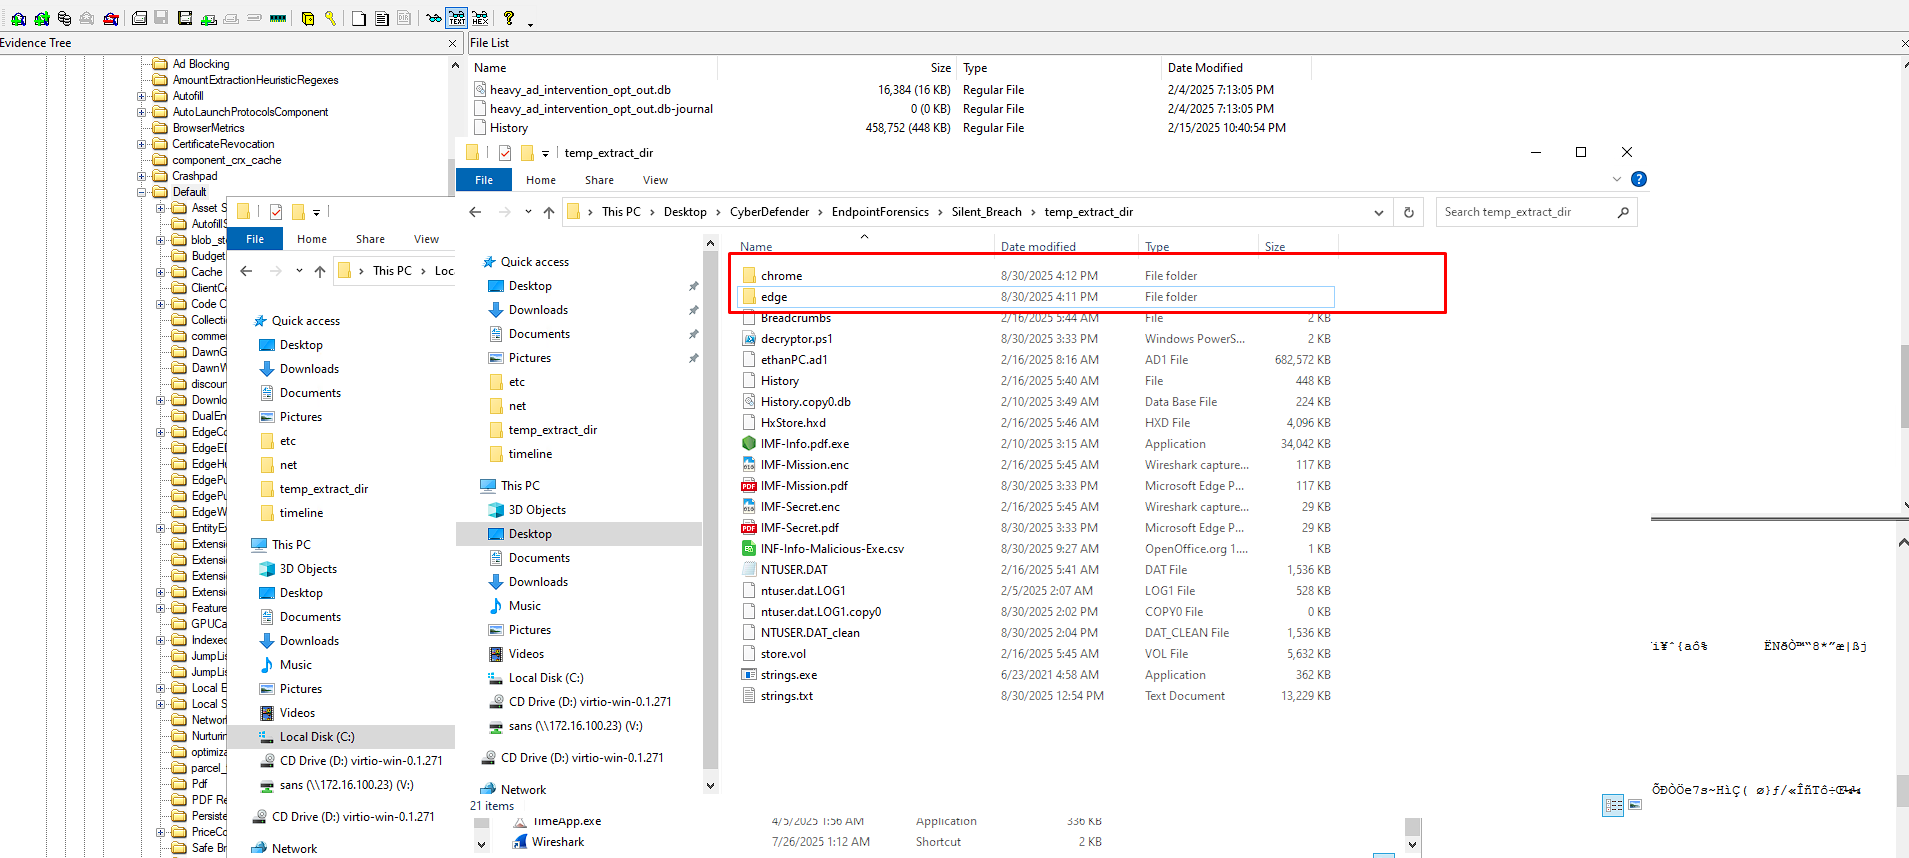 Evidence Tree
File List
Ad Blocking
AmountExtractionHeuristicRegexes
Autofill
AutoLaunchProtocolsComponent
BrowserMetrics
CertificateRevocation
component_crx_cache
Crashpad
Default
Asset S
Autofill
blob_st
Budget
Cache
ClientCe
Code C
Collecti
comme
DawnG
DawnW
discoun
Downlo
DualEn
EdgeCo
EdgeEl
EdgeHu
EdgePu
EdgePu
EdgeW
EntityEx
Extensi
Extensi
Extensi
Extensi
Feature
GPUCa
Indexec
JumpLis
JumpLis
Local E
Local S
Networ
Nurturin
optimiza
parcel_
Pdf
PDF Re
Persiste
PriceCo
Safe Br
Name Size Type Date Modified
heavy_ad_intervention_opt_out.db 16,384 (16 KB) Regular File 2/4/2025 7:13:05 PM
heavy_ad_intervention_opt_out.db-journal 0 (0 KB) Regular File 2/4/2025 7:13:05 PM
History 458,752 (448 KB) Regular File 2/15/2025 10:40:54 PM
File Home Share View
This PC Loc
Quick access
Desktop
Downloads
Documents
Pictures
etc
net
temp_extract_dir
timeline
This PC
3D Objects
Desktop
Documents
Downloads
Music
Pictures
Videos
Local Disk (C:)
CD Drive (D:) virtio-win-0.1.271
sans (\\172.16.100.23) (V:)
CD Drive (D:) virtio-win-0.1.271
Network
temp_extract_dir
File Home Share View
This PC Desktop CyberDefender EndpointForensics Silent_Breach temp_extract_dir
Search temp_extract_dir
Quick access
Desktop
Downloads
Documents
Pictures
etc
net
temp_extract_dir
timeline
This PC
3D Objects
Desktop
Documents
Downloads
Music
Pictures
Videos
Local Disk (C:)
CD Drive (D:) virtio-win-0.1.271
sans (\\172.16.100.23) (V:)
CD Drive (D:) virtio-win-0.1.271
Network
Name Date modified Type Size
chrome 8/30/2025 4:12 PM File folder
edge 8/30/2025 4:11 PM File folder
Breadcrumbs 2/16/2025 5:44 AM File 2 KB
decryptor.ps1 8/30/2025 3:33 PM Windows PowerS... 2 KB
ethanPC.ad1 2/16/2025 8:16 AM AD1 File 682,572 KB
History 2/16/2025 5:40 AM File 448 KB
History.copy0.db 2/10/2025 3:49 AM Data Base File 224 KB
HxStore.hxd 2/16/2025 5:46 AM HXD File 4,096 KB
IMF-Info.pdf.exe 2/10/2025 3:15 AM Application 34,042 KB
IMF-Mission.enc 2/16/2025 5:45 AM Wireshark capture... 117 KB
IMF-Mission.pdf 8/30/2025 3:33 PM Microsoft Edge P... 117 KB
IMF-Secret.enc 2/16/2025 5:45 AM Wireshark capture... 29 KB
IMF-Secret.pdf 8/30/2025 3:33 PM Microsoft Edge P... 29 KB
INF-Info-Malicious-Exe.csv 8/30/2025 9:27 AM OpenOffice.org 1.... 1 KB
NTUSER.DAT 2/16/2025 5:41 AM DAT File 1,536 KB
ntuser.dat.LOG1 2/5/2025 2:07 AM LOG1 File 528 KB
ntuser.dat.LOG1.copy0 8/30/2025 2:02 PM COPY0 File 0 KB
NTUSER.DAT_clean 8/30/2025 2:04 PM DAT_CLEAN File 1,536 KB
store.vol 2/16/2025 5:45 AM VOL File 5,632 KB
strings.exe 6/23/2021 4:58 AM Application 362 KB
strings.txt 8/30/2025 12:54 PM Text Document 13,229 KB
21 items
TimeApp.exe 4/5/2025 1:56 AM Application 336 KB
Wireshark 7/26/2025 1:12 AM Shortcut 2 KB